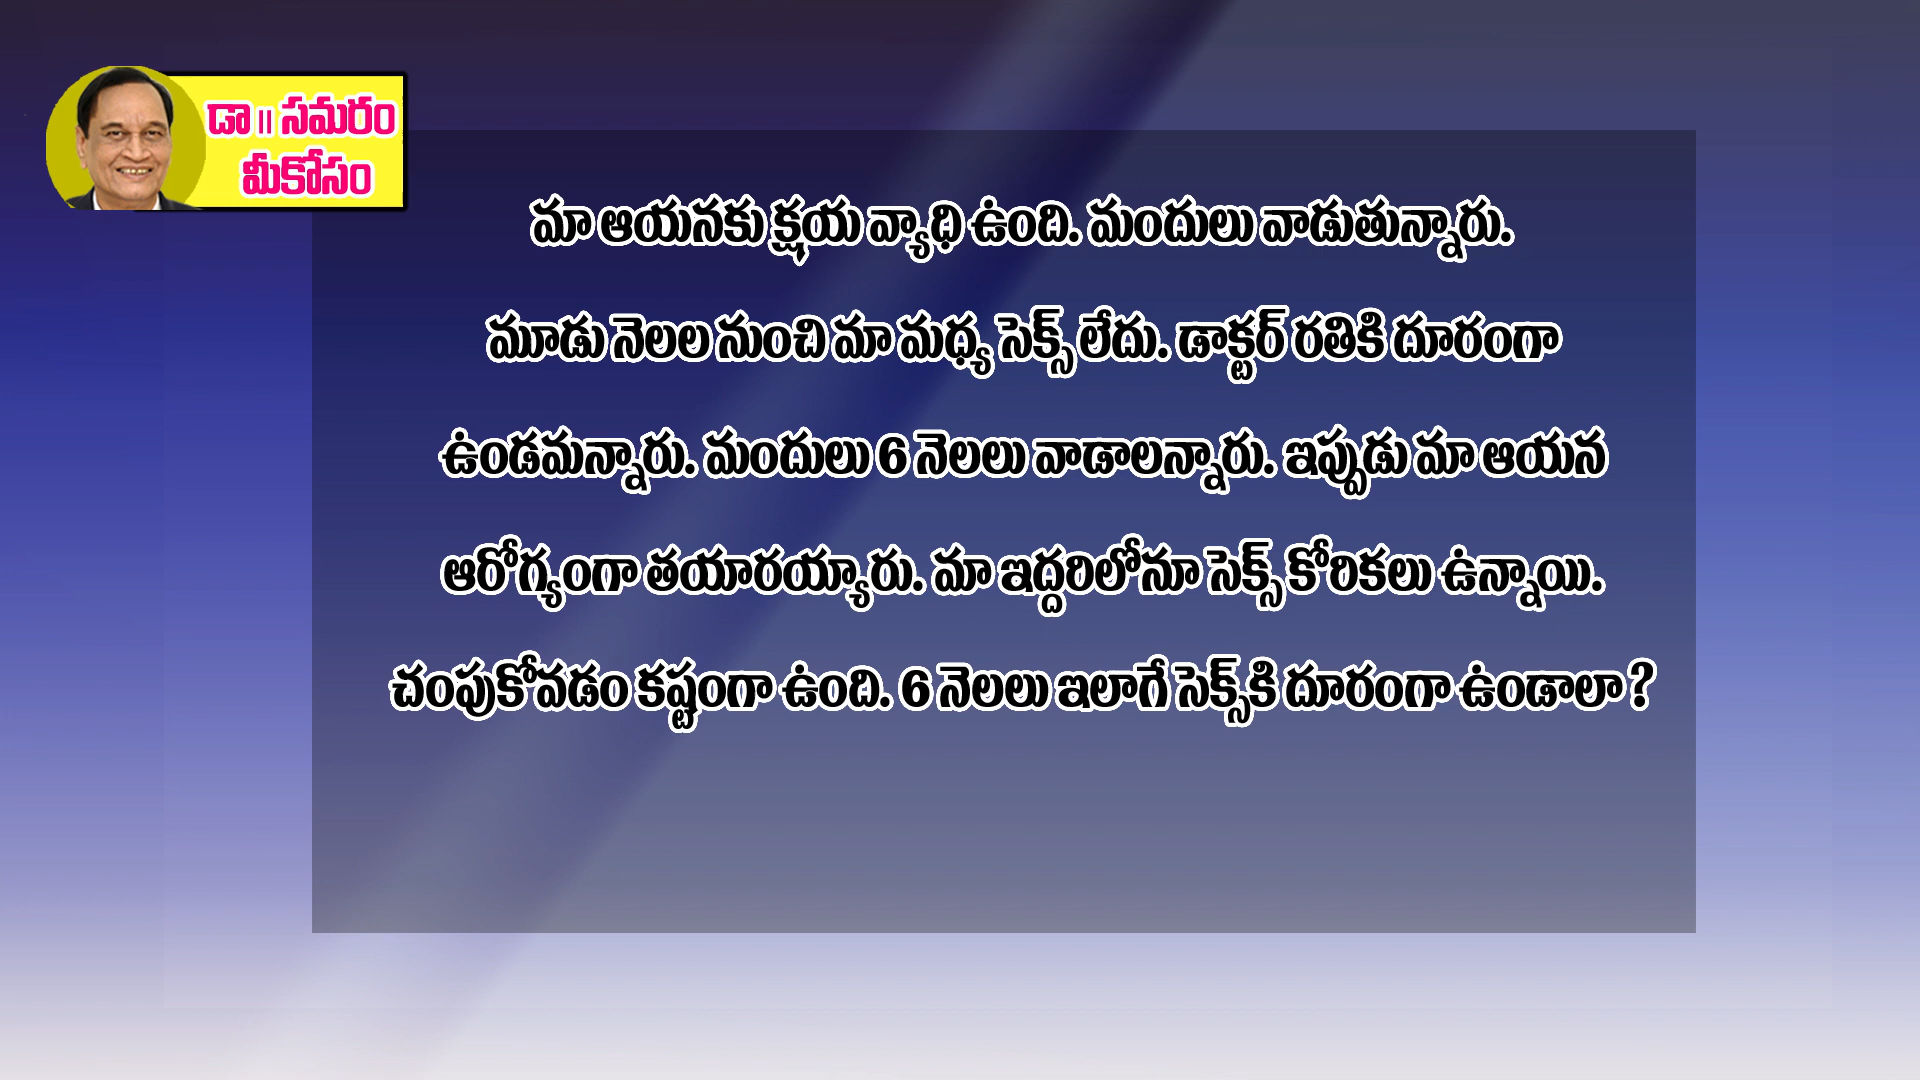 డా॥ సమరం
మీకోసం
మా ఆయనకు క్షయ వ్యాధి ఉంది. మందులు వాడుతున్నారు.
మూడు నెలల నుంచి మా మధ్య సెక్స్ లేదు. డాక్టర్ రతికి దూరంగా
ఉండమన్నారు. మందులు 6 నెలలు వాడాలన్నారు. ఇప్పుడు మా ఆయన
ఆరోగ్యంగా తయారయ్యారు. మా ఇద్దరిలోనూ సెక్స్ కోరికలు ఉన్నాయి.
చంపుకోవడం కష్టంగా ఉంది. 6 నెలలు ఇలాగే సెక్స్‌కి దూరంగా ఉండాలా?